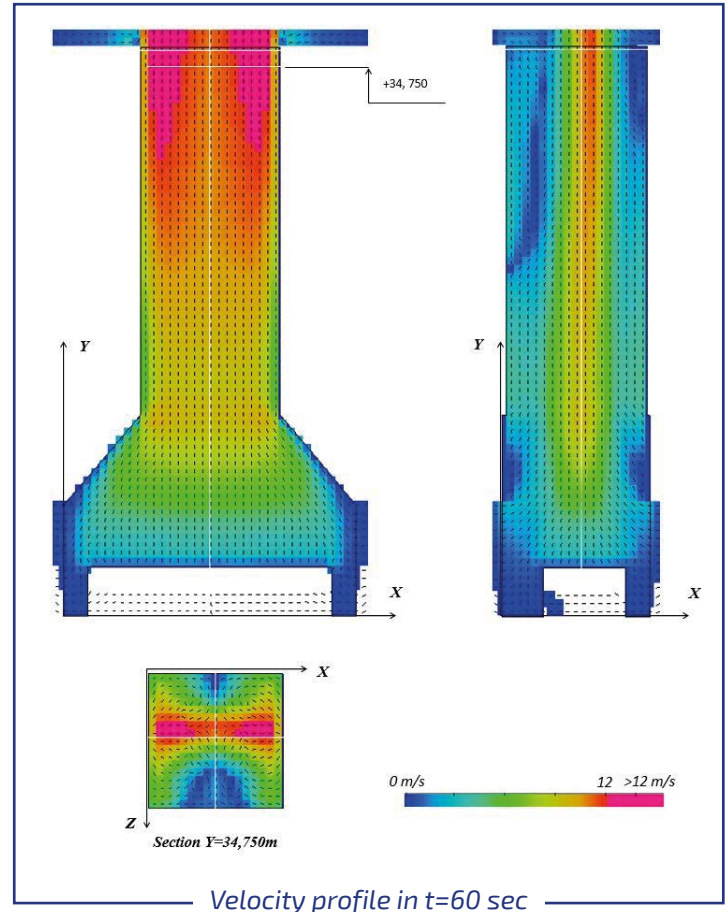 +34, 750
Y
X
Y
X
X
Z
Section Y=34,750m
0 m/s
12
>12 m/s
Velocity profile in t=60 sec